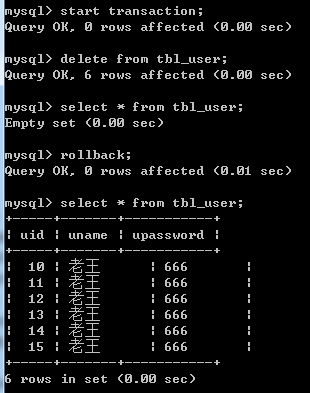 mysql> start transaction;
Query OK, 0 rows affected (0.00 sec)
mysql> delete from tbl_user;
Query OK, 6 rows affected (0.00 sec)
mysql> select * from tbl_user;
Empty set (0.00 sec)
mysql> rollback;
Query OK, 0 rows affected (0.01 sec)
mysql> select * from tbl_user;
+-----+-------+-----------+
¦ uid ¦ uname ¦ upassword ¦
+-----+-------+-----------+
¦  10 ¦ 老王    ¦ 666       ¦
¦  11 ¦ 老王    ¦ 666       ¦
¦  12 ¦ 老王    ¦ 666       ¦
¦  13 ¦ 老王    ¦ 666       ¦
¦  14 ¦ 老王    ¦ 666       ¦
¦  15 ¦ 老王    ¦ 666       ¦
+-----+-------+-----------+
6 rows in set (0.00 sec)